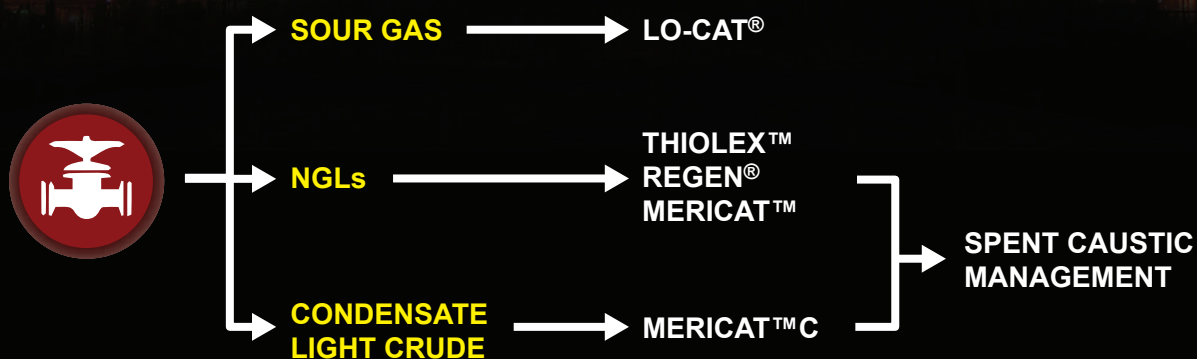 SOUR GAS
LO-CAT®
NGLs
THIOLEX™
REGEN®
MERICAT™
CONDENSATE
LIGHT CRUDE
MERICAT™C
SPENT CAUSTIC
MANAGEMENT